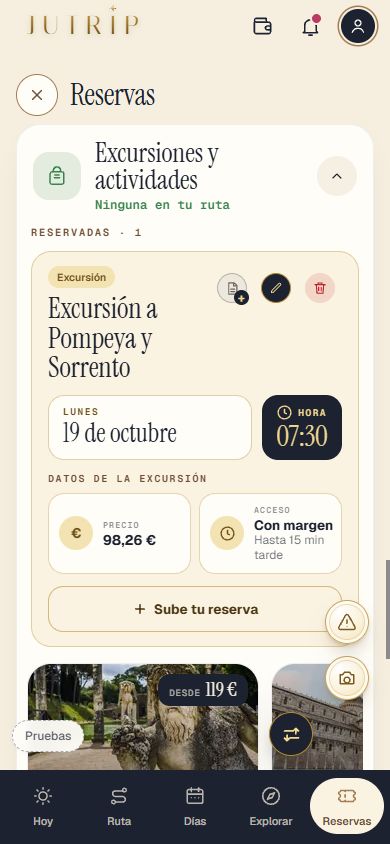 JUTRIP
Reservas
Excursiones y
actividades
Ninguna en tu ruta
RESERVADAS · 1
Excursión
Excursión a
Pompeya y
Sorrento
LUNES
19 de octubre
HORA
07:30
DATOS DE LA EXCURSIÓN
PRECIO
€
98,26 €
ACCESO
Con margen
Hasta 15 min
tarde
+ Sube tu reserva
DESDE 119 €
Pruebas
Hoy
Ruta
Días
Explorar
Reservas